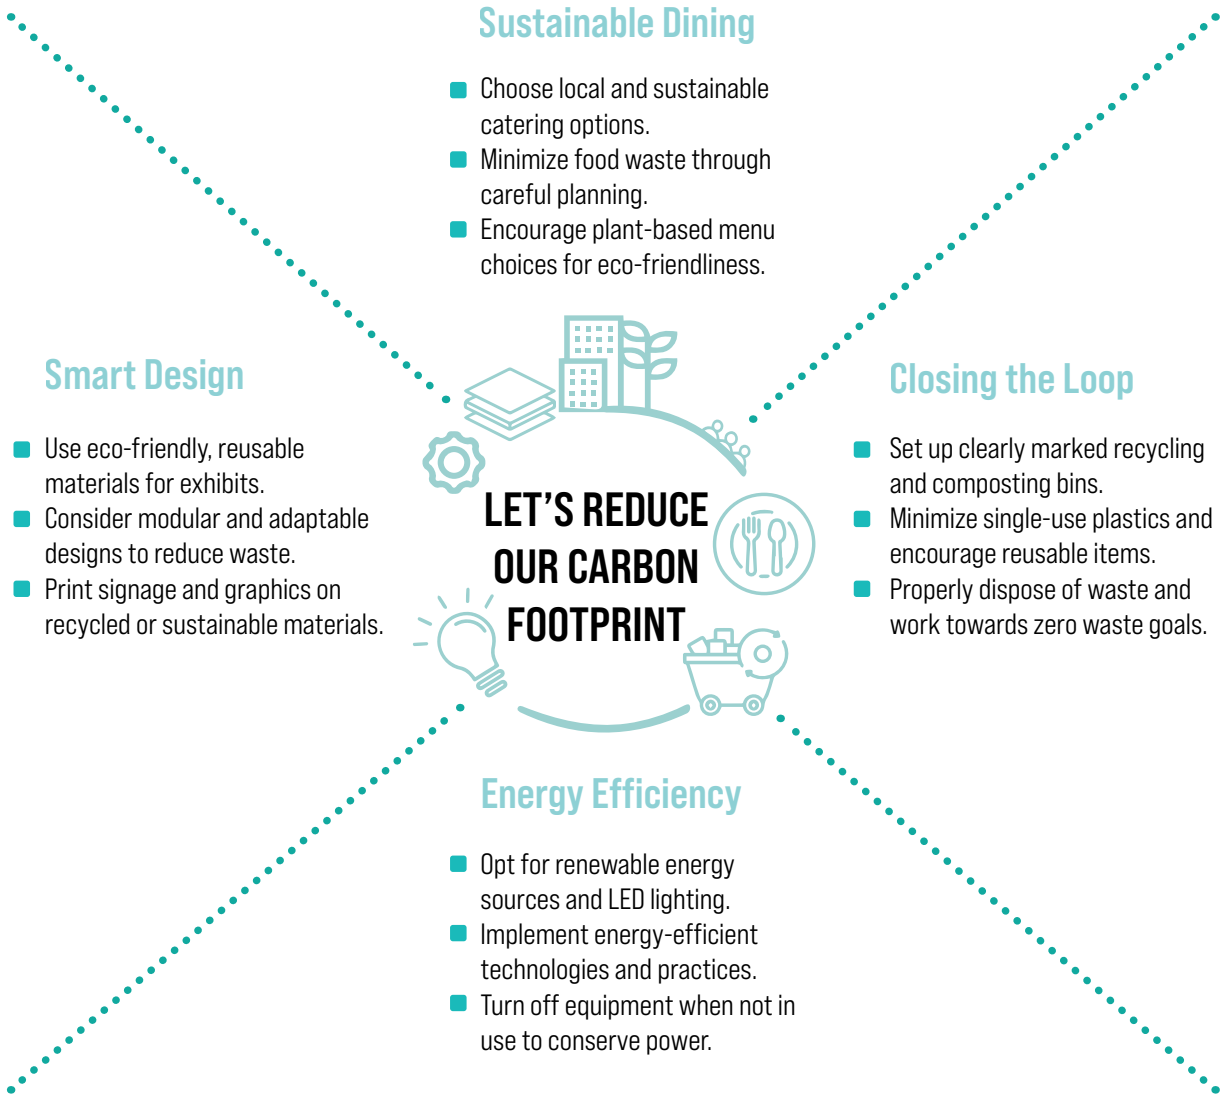 Sustainable Dining
Choose local and sustainable
catering options.
Minimize food waste through
careful planning.
Encourage plant-based menu
choices for eco-friendliness.
Smart Design
Use eco-friendly, reusable
materials for exhibits.
Consider modular and adaptable
designs to reduce waste.
Print signage and graphics on
recycled or sustainable materials.
LET'S REDUCE
OUR CARBON
FOOTPRINT
Closing the Loop
Set up clearly marked recycling
and composting bins.
Minimize single-use plastics and
encourage reusable items.
Properly dispose of waste and
work towards zero waste goals.
Energy Efficiency
Opt for renewable energy
sources and LED lighting.
Implement energy-efficient
technologies and practices.
Turn off equipment when not in
use to conserve power.